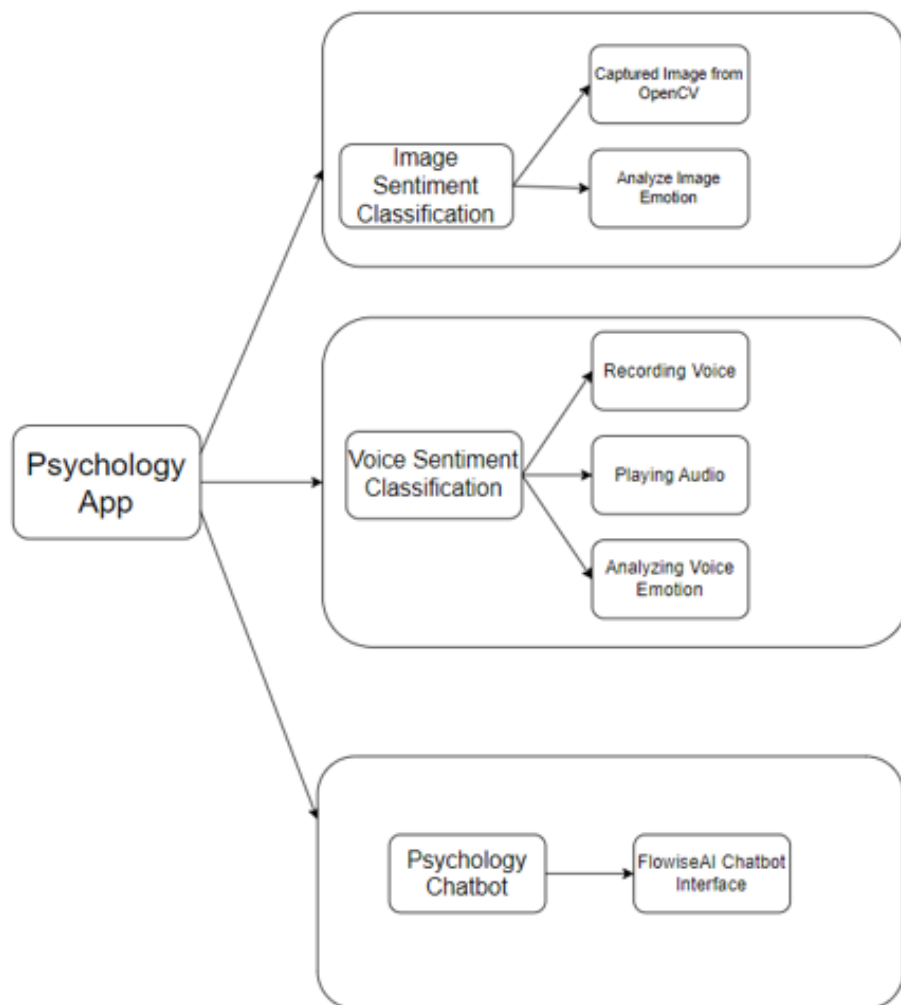 Psychology
App
Image
Sentiment
Classification
Captured Image from
OpenCV
Analyze Image
Emotion
Voice Sentiment
Classification
Recording Voice
Playing Audio
Analyzing Voice
Emotion
Psychology
Chatbot
FlowiseAI Chatbot
Interface